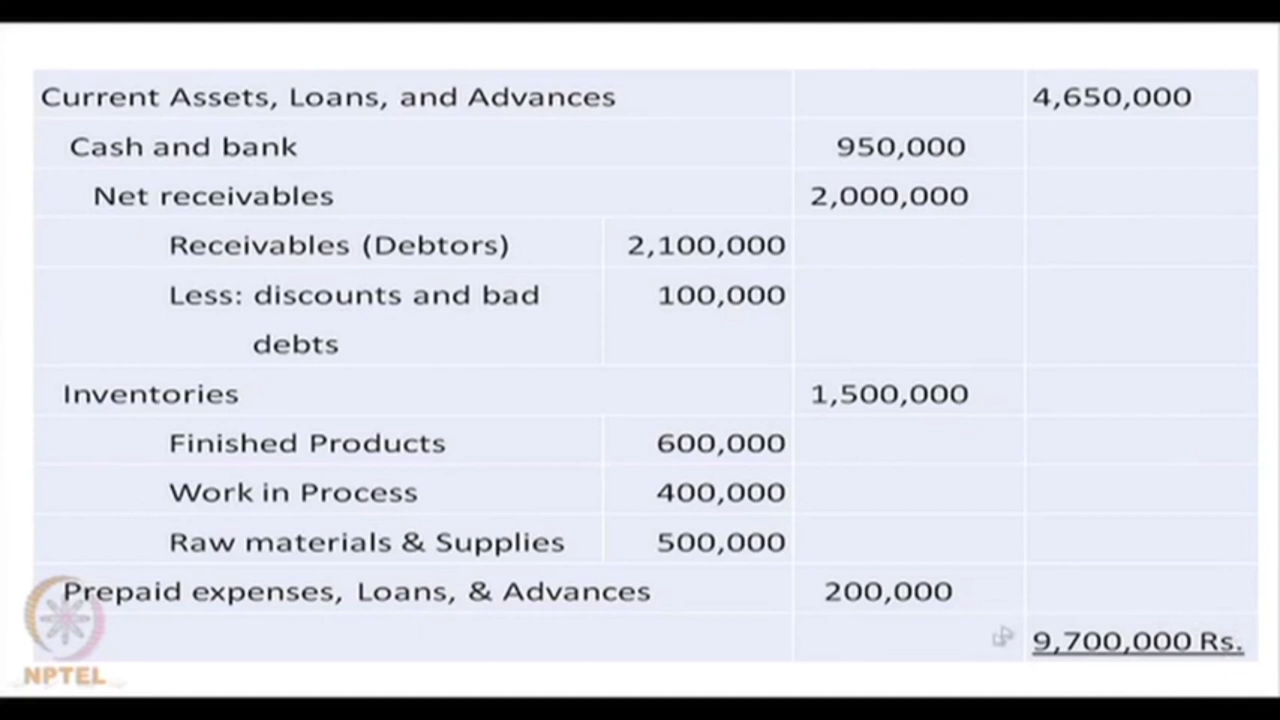 Current Assets, Loans, and Advances 4,650,000
Cash and bank 950,000
Net receivables 2,000,000
Receivables (Debtors) 2,100,000
Less: discounts and bad 100,000
debts
Inventories 1,500,000
Finished Products 600,000
Work in Process 400,000
Raw materials & Supplies 500,000
Prepaid expenses, Loans, & Advances 200,000
9,700,000 Rs.
NPTEL